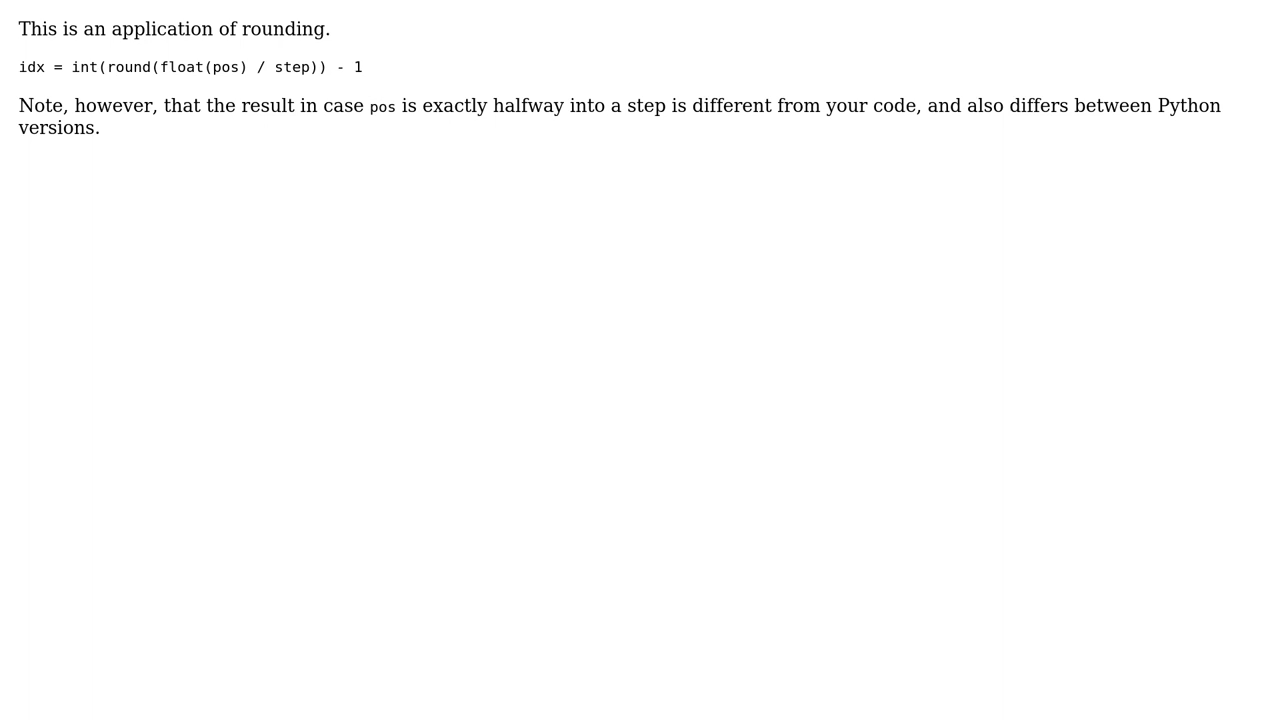 This is an application of rounding.
idx = int(round(float(pos) / step)) - 1
Note, however, that the result in case pos is exactly halfway into a step is different from your code, and also differs between Python
versions.